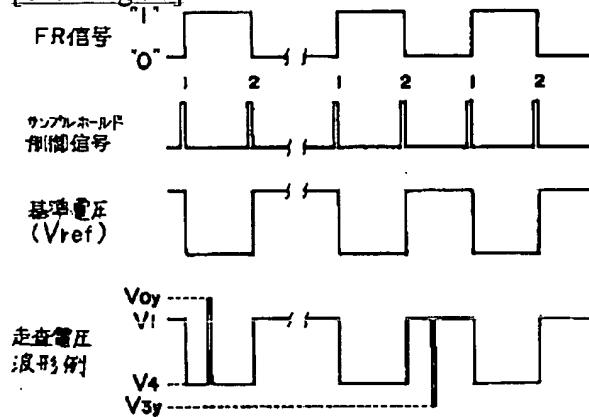 "1"
FR信号
"0"
1 2 1 2 1 2
サンプルホールド
制御信号
基準電圧
(Vref)
V0y
V1
走査電圧
波形例
V4
V3y